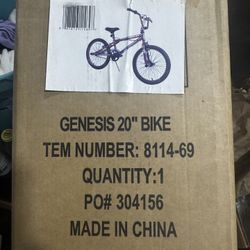 GENESIS 20" BIKE
TEM NUMBER: 8114-69
QUANTITY:1
PO# 304156
MADE IN CHINA